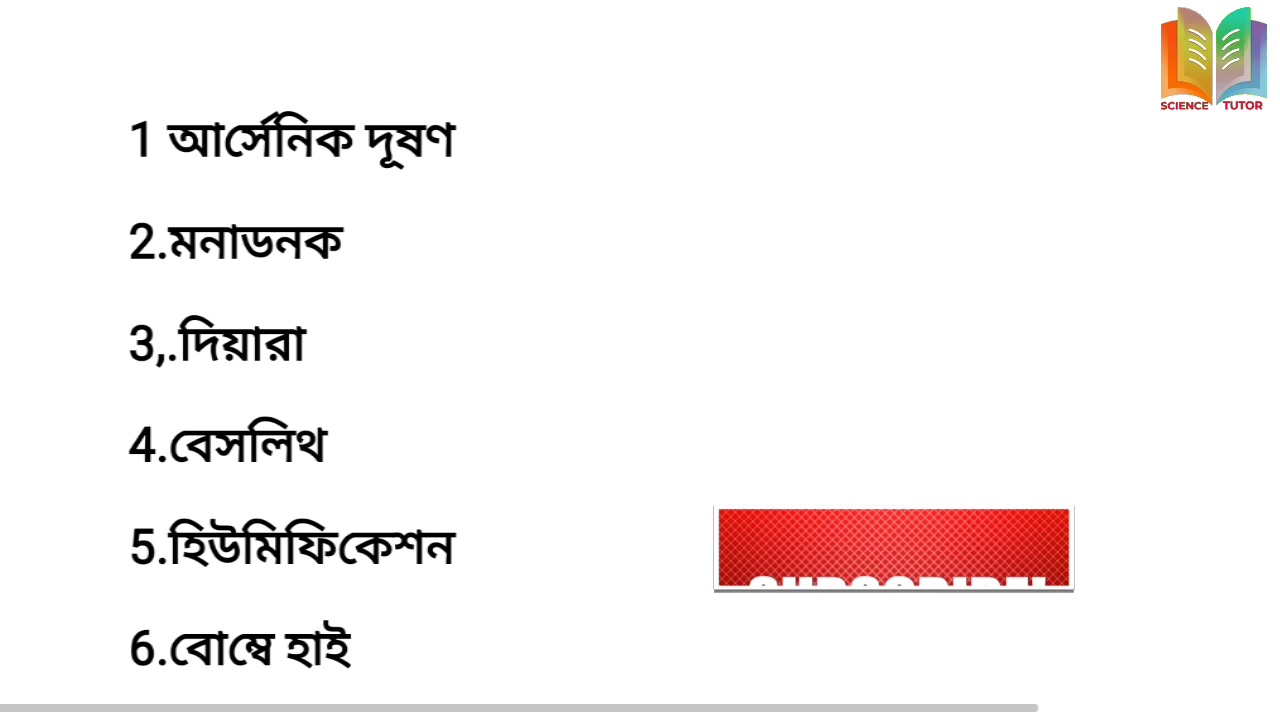 SCIENCE TUTOR
1 আর্সেনিক দূষণ
2.মনাডনক
3,.দিয়ারা
4.বেসলিথ
5.হিউমিফিকেশন
6.বোম্বে হাই